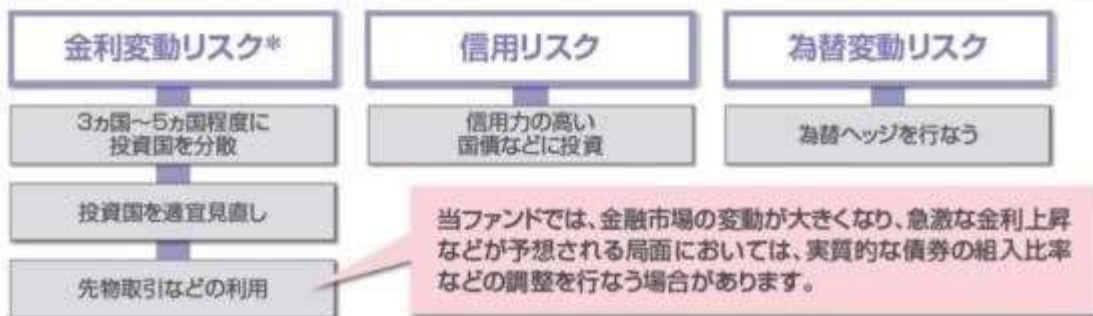 金利変動リスク*
信用リスク
為替変動リスク
3ヵ国～5ヵ国程度に
投資国を分散
信用力の高い
国債などに投資
為替ヘッジを行なう
投資国を適宜見直し
先物取引などの利用
当ファンドでは、金融市場の変動が大きくなり、急激な金利上昇
などが予想される局面においては、実質的な債券の組入比率
などの調整を行なう場合があります。